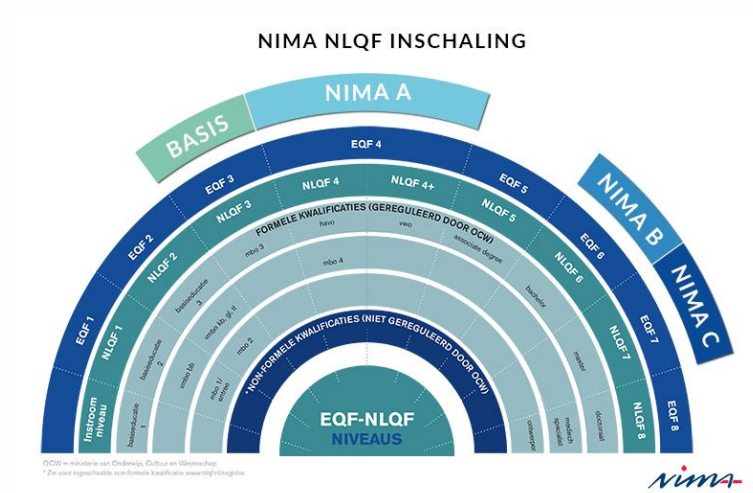 NIMA NLQF INSCHALING
BASIS
NIMA A
NIMA B
NIMA C
EQF 1
EQF 2
EQF 3
EQF 4
EQF 5
EQF 6
EQF 7
EQF 8
Instroom
niveau
NLQF 1
NLQF 2
NLQF 3
NLQF 4
NLQF 4+
NLQF 5
NLQF 6
NLQF 7
NLQF 8
FORMELE KWALIFICATIES (GEREGULEERD DOOR OCW)
basiseducatie
1
basiseducatie
2
basiseducatie
3
mbo 3
havo
vwo
associate degree
bachelor
master
doctoraat
vmbo bb
vmbo kb, gl, tl
mbo 4
medisch
specialist
mbo 1/
entree
mbo 2
ontwerper
*NON-FORMELE KWALIFICATIES (NIET GEREGULEERD DOOR OCW)
EQF-NLQF
NIVEAUS
OCW = ministerie van Onderwijs, Cultuur en Wetenschap
* Zie voor ingeschaalde non-formele kwalificatie www.nlqf.nl/register
nima